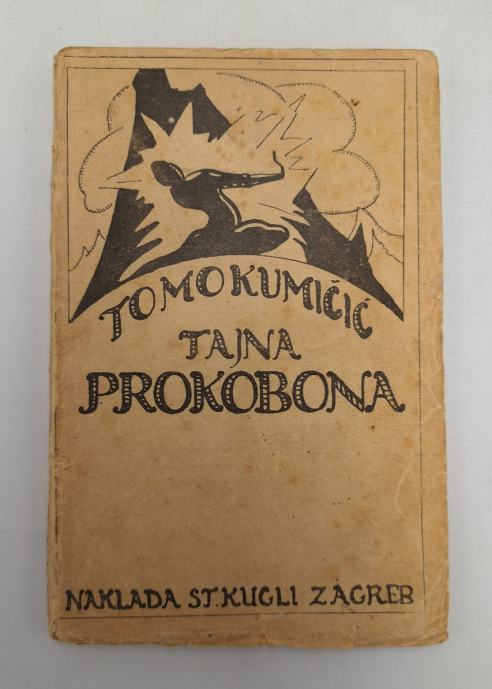 TOMO KUMIČIĆ
TAJNA
PROKOBONA
NAKLADA ST. KUGLI ZAGREB